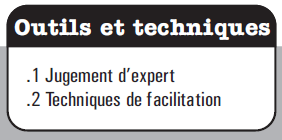 Outils et techniques
.1 Jugement d'expert
.2 Techniques de facilitation